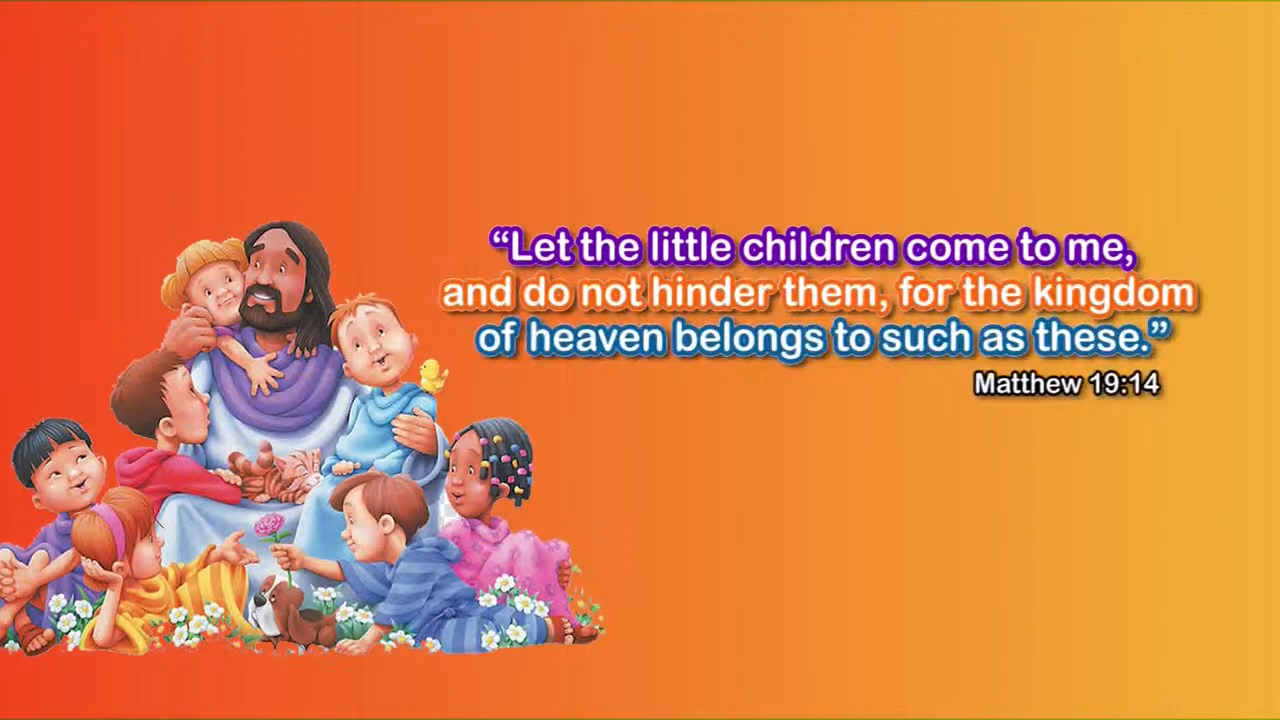 “Let the little children come to me,
and do not hinder them, for the kingdom
of heaven belongs to such as these.”
Matthew 19:14